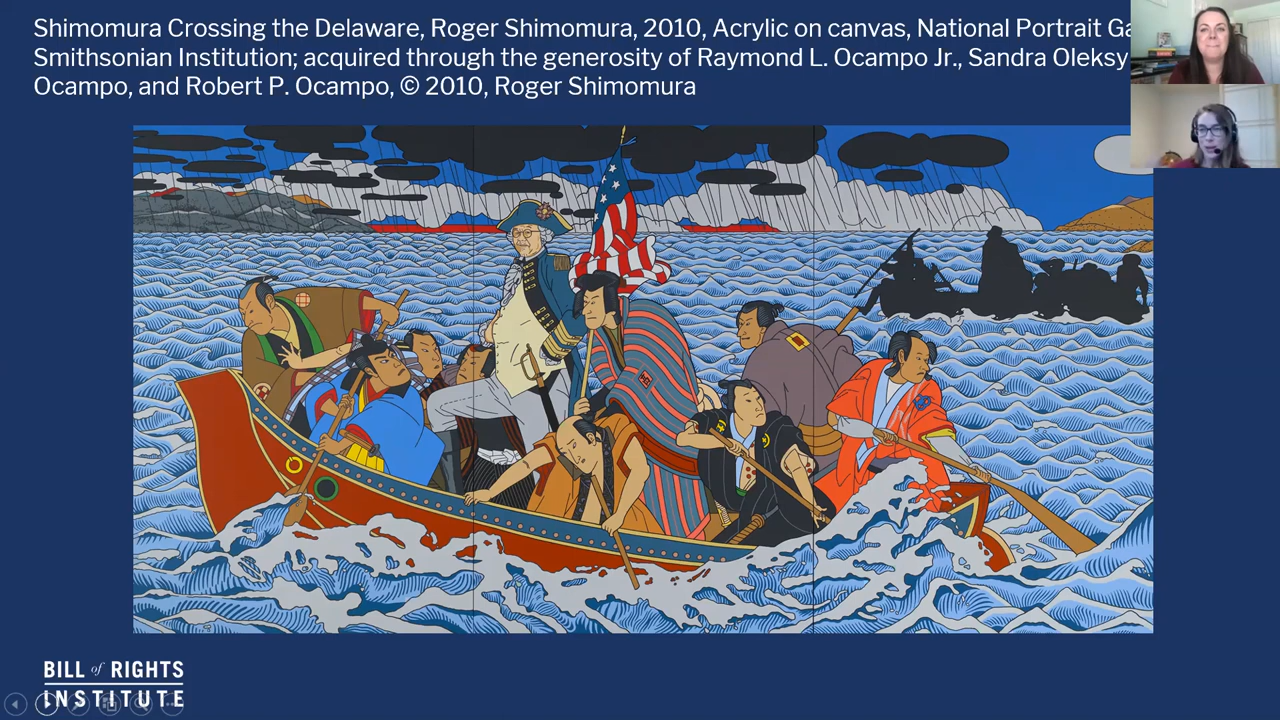 Shimomura Crossing the Delaware, Roger Shimomura, 2010, Acrylic on canvas, National Portrait
Smithsonian Institution; acquired through the generosity of Raymond L. Ocampo Jr., Sandra Oleksy
Ocampo, and Robert P. Ocampo, © 2010, Roger Shimomura
BILL of RIGHTS
INSTITUTE